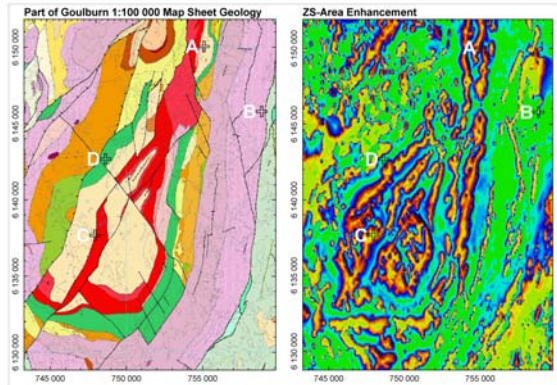 Part of Goulburn 1:100 000 Map Sheet Geology
ZS-Area Enhancement
6 150 000
6 145 000
6 140 000
6 135 000
6 130 000
A
B
D
C
745 000
750 000
755 000
6 150 000
6 145 000
6 140 000
6 135 000
6 130 000
A
B
D
C
745 000
750 000
755 000